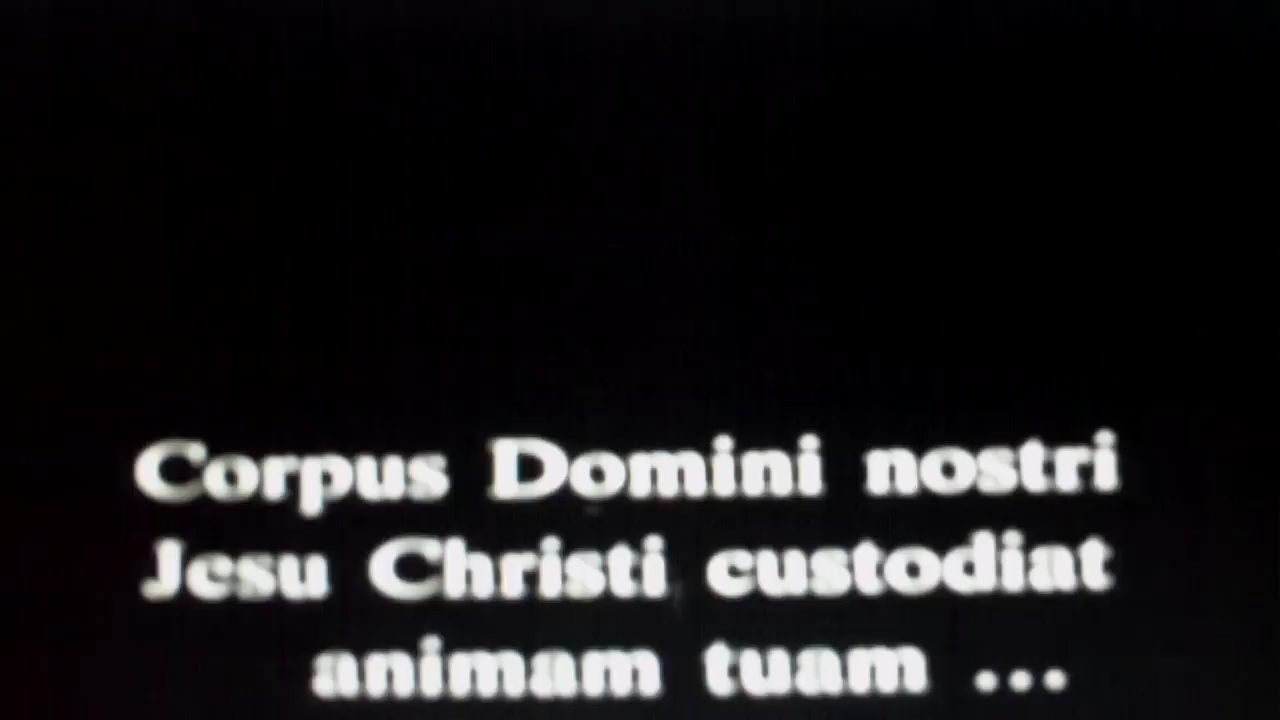 Corpus Domini nostri
Jesu Christi custodiat
animam tuam ...